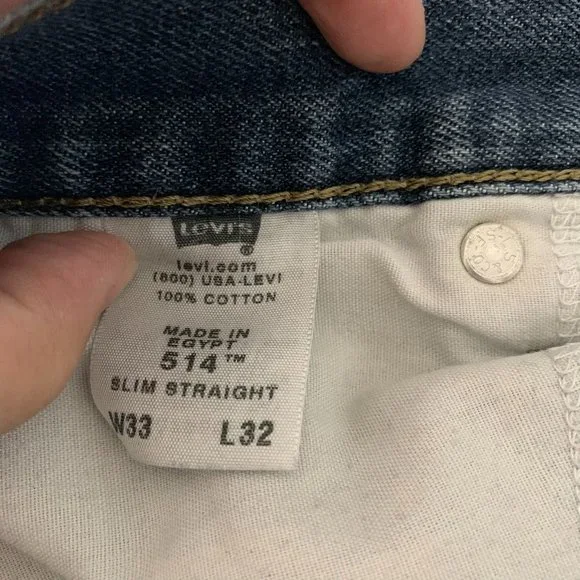 Levi's
®
levi.com
(800) USA-LEVI
100% COTTON
MADE IN
EGYPT
514™
SLIM STRAIGHT
W33 L32